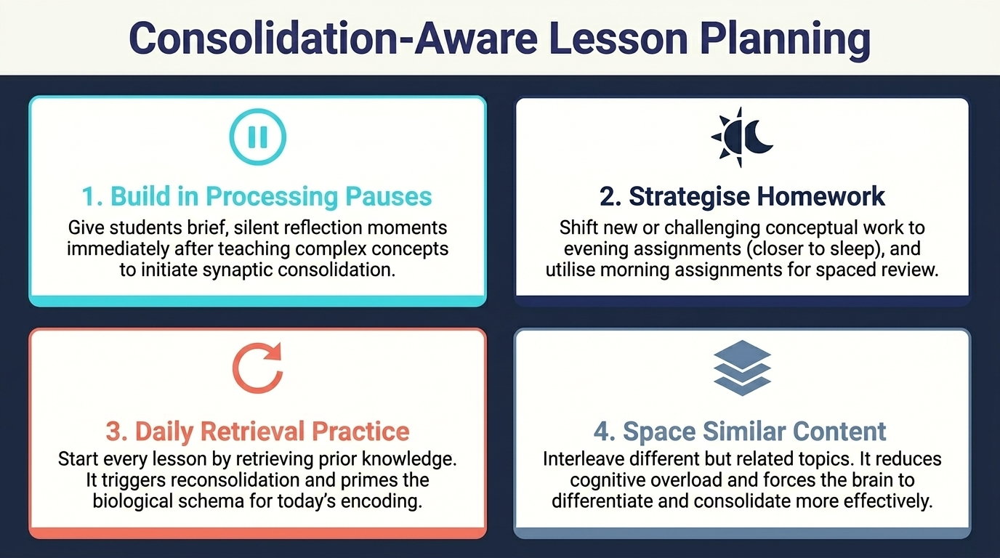 Consolidation-Aware Lesson Planning
1. Build in Processing Pauses
Give students brief, silent reflection moments
immediately after teaching complex concepts
to initiate synaptic consolidation.
2. Strategise Homework
Shift new or challenging conceptual work to
evening assignments (closer to sleep), and
utilise morning assignments for spaced review.
3. Daily Retrieval Practice
Start every lesson by retrieving prior knowledge.
It triggers reconsolidation and primes the
biological schema for today's encoding.
4. Space Similar Content
Interleave different but related topics. It reduces
cognitive overload and forces the brain to
differentiate and consolidate more effectively.